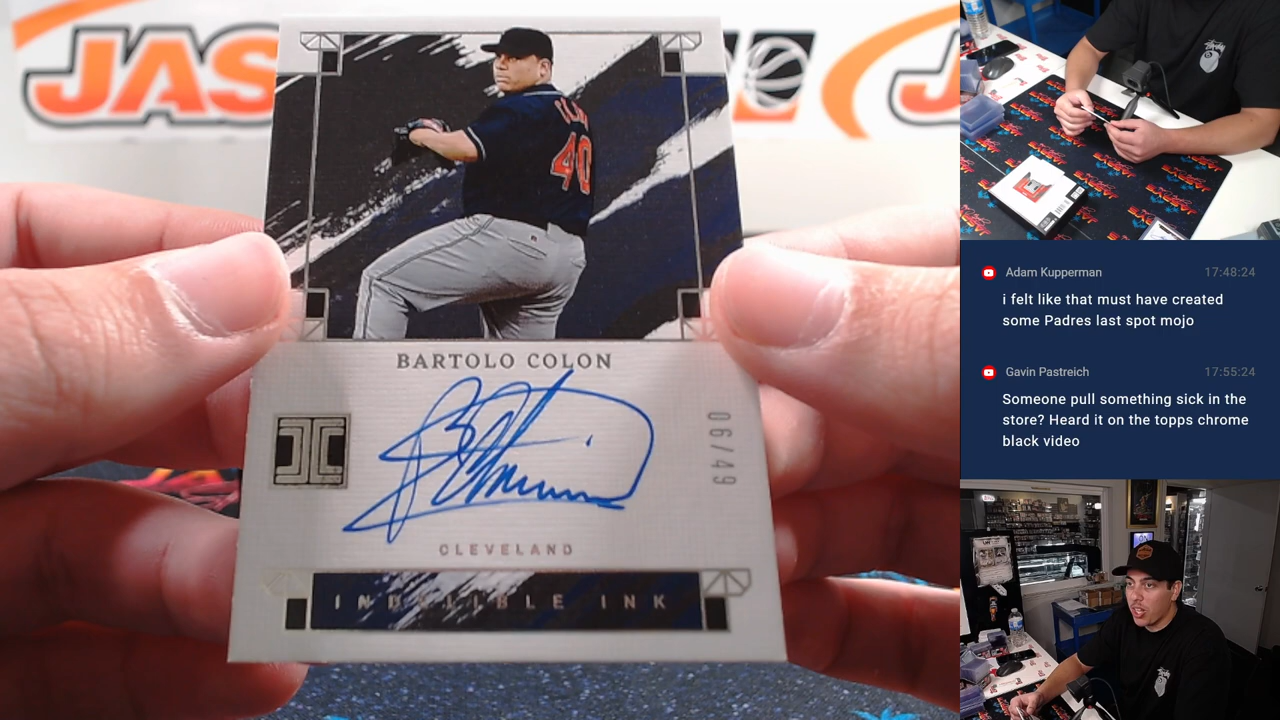 JAS
J
40
BARTOLO COLON
06/49
CLEVELAND
INDELIBLE INK
Adam Kupperman 17:48:24
i felt like that must have created
some Padres last spot mojo
Gavin Pastreich 17:55:24
Someone pull something sick in the
store? Heard it on the topps chrome
black video